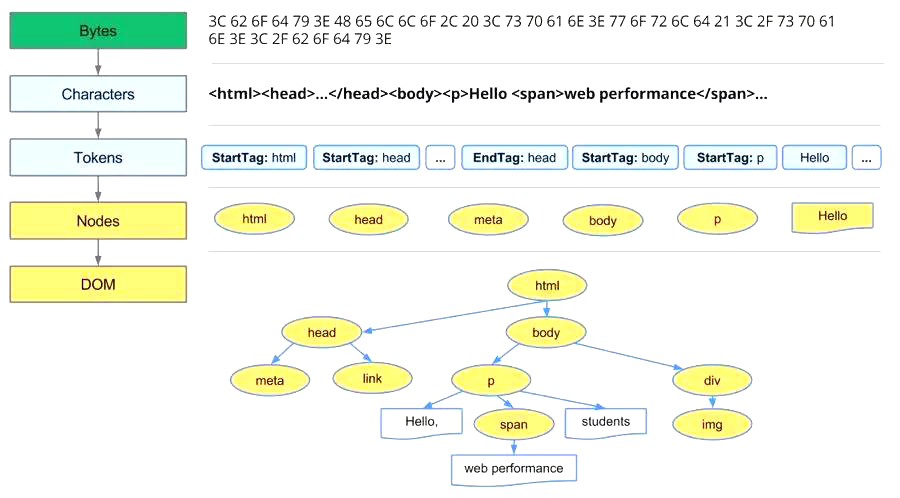 Bytes
3C 62 6F 64 79 3E 48 65 6C 6C 6F 2C 20 3C 73 70 61 6E 3E 77 6F 72 6C 64 21 3C 2F 73 70 61
6E 3E 3C 2F 62 6F 64 79 3E
Characters
<html><head>...</head><body><p>Hello <span>web performance</span>...
Tokens
StartTag: html StartTag: head ... EndTag: head StartTag: body StartTag: p Hello ...
Nodes
html head meta body p Hello
DOM
html
head body
meta link p div
Hello, span students img
web performance